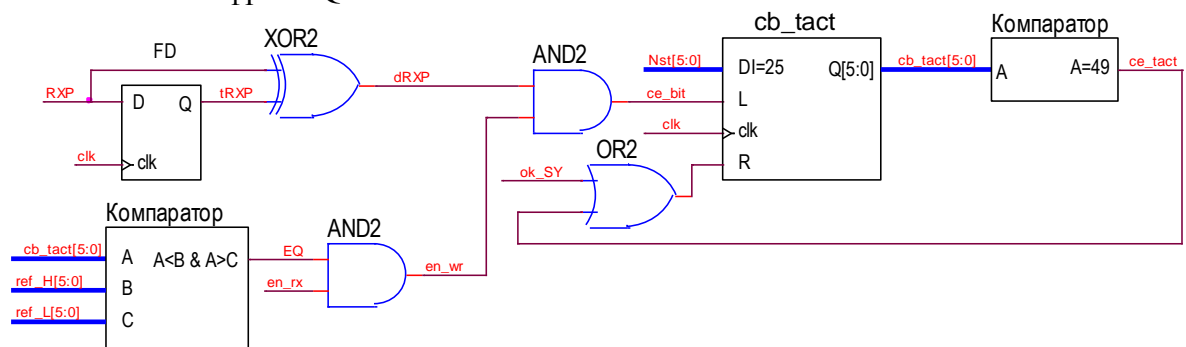 FD
XOR2
AND2
cb_tact
Компаратор
RXP
D
Q
tRXP
dRXP
clk
clk
ce_bit
Nst[5:0]
DI=25
Q[5:0]
L
clk
clk
R
cb_tact[5:0]
A
A=49
ce_tact
OR2
ok_SY
Компаратор
cb_tact[5:0]
A
A<B & A>C
ref_H[5:0]
B
ref_L[5:0]
C
EQ
en_rx
AND2
en_wr